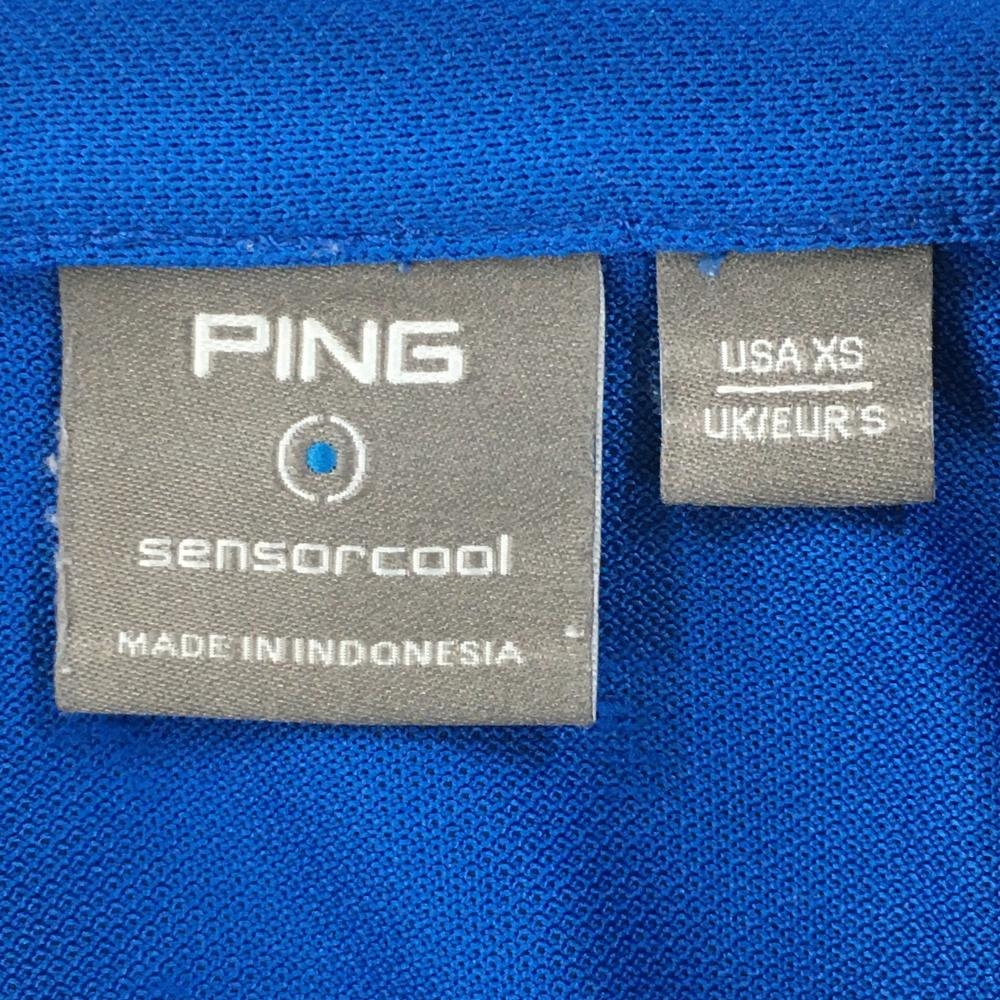 PING
sensorcool
MADE IN INDONESIA
USA XS
UK/EUR S